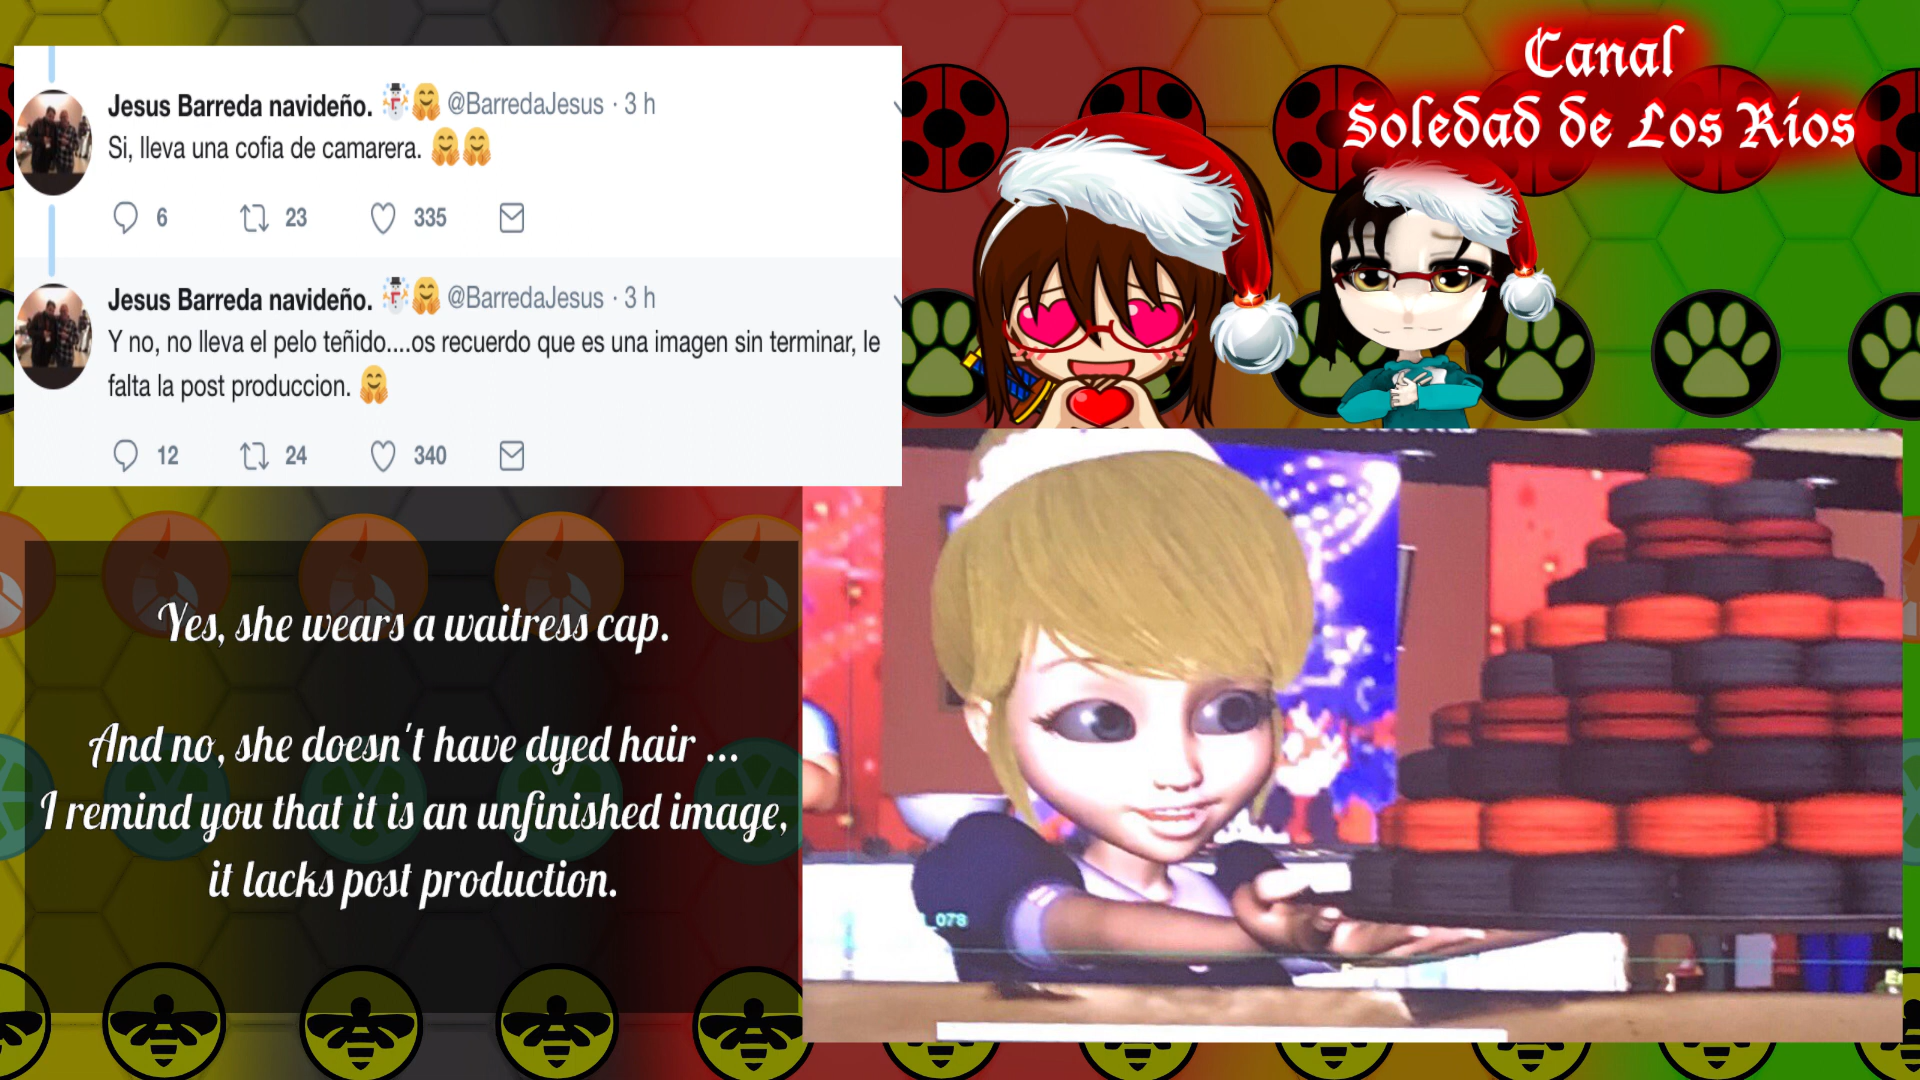 Canal
Soledad de Los Ríos
Jesus Barreda navideño. ⛄🤗 @BarredaJesus · 3 h
Si, lleva una cofia de camarera. 🤗🤗
6 23 335
Jesus Barreda navideño. ⛄🤗 @BarredaJesus · 3 h
Y no, no lleva el pelo teñido....os recuerdo que es una imagen sin terminar, le
falta la post produccion. 🤗
12 24 340
Yes, she wears a waitress cap.
And no, she doesn't have dyed hair ...
I remind you that it is an unfinished image,
it lacks post production.
_078